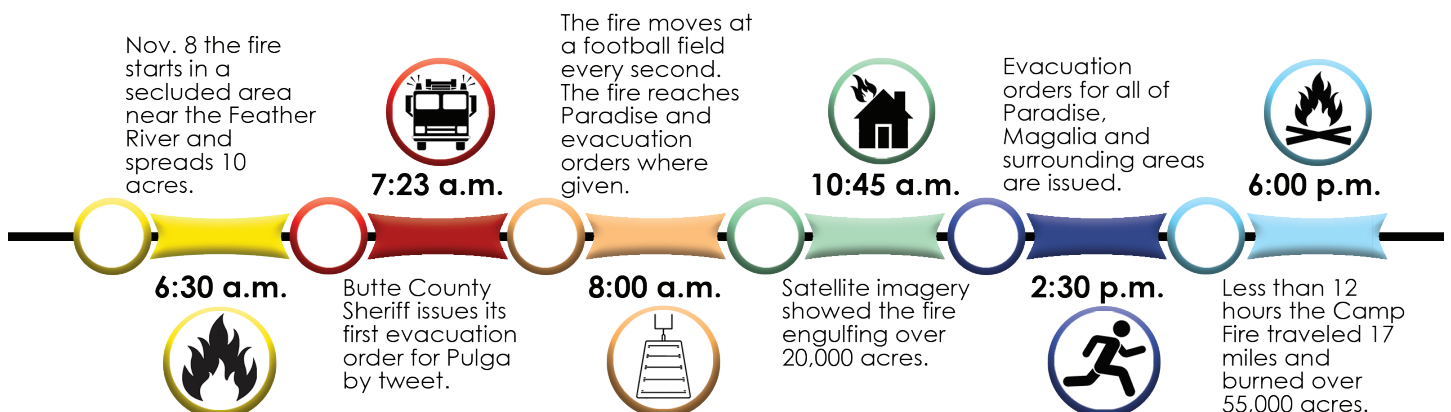 Nov. 8 the fire
starts in a
secluded area
near the Feather
River and
spreads 10
acres.
6:30 a.m.
7:23 a.m.
Butte County
Sheriff issues its
first evacuation
order for Pulga
by tweet.
The fire moves at
a football field
every second.
The fire reaches
Paradise and
evacuation
orders where
given.
8:00 a.m.
10:45 a.m.
Satellite imagery
showed the fire
engulfing over
20,000 acres.
Evacuation
orders for all of
Paradise,
Magalia and
surrounding areas
are issued.
2:30 p.m.
6:00 p.m.
Less than 12
hours the Camp
Fire traveled 17
miles and
burned over
55,000 acres.